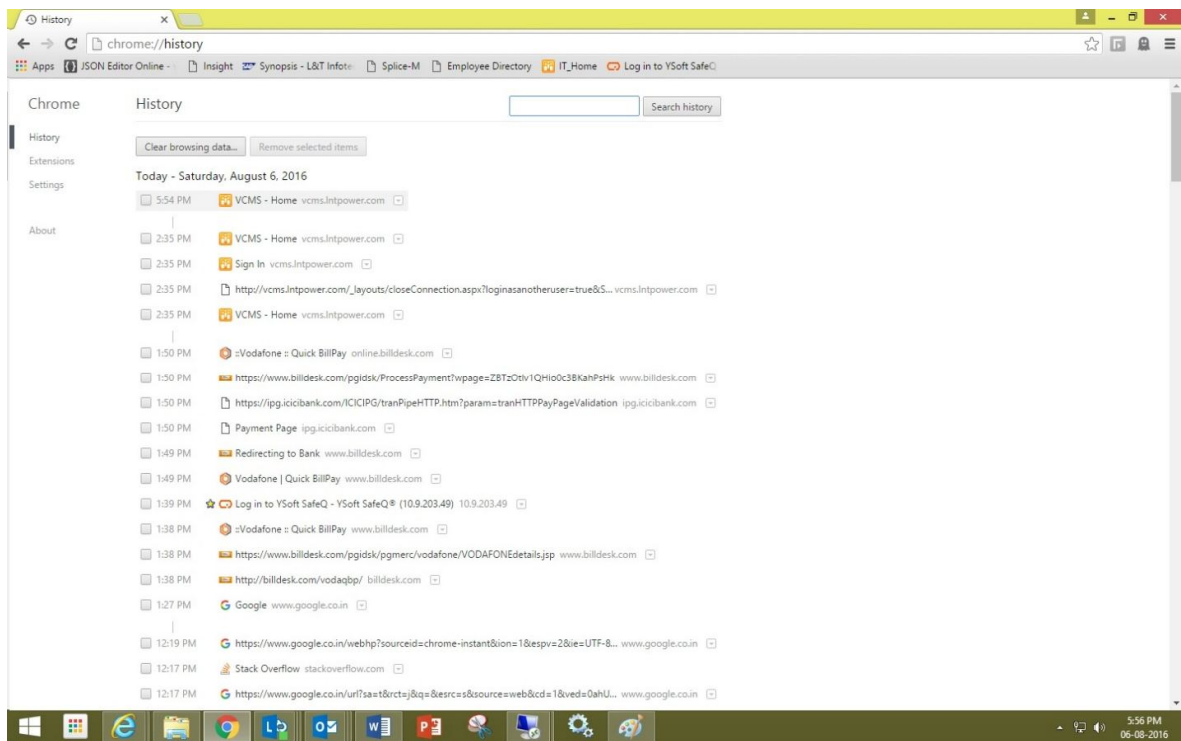 History
chrome://history
Apps JSON Editor Online - Insight Synopsis - L&T Infote Splice-M Employee Directory IT_Home Log in to YSoft SafeQ
Chrome History Search history
History
Clear browsing data... Remove selected items
Extensions
Today - Saturday, August 6, 2016
Settings
5:54 PM VCMS - Home vcms.lntpower.com
About
2:35 PM VCMS - Home vcms.lntpower.com
2:35 PM Sign In vcms.lntpower.com
2:35 PM http://vcms.lntpower.com/_layouts/closeConnection.aspx?loginasanotheruser=true&S... vcms.lntpower.com
2:35 PM VCMS - Home vcms.lntpower.com
1:50 PM ::Vodafone :: Quick BillPay online.billdesk.com
1:50 PM https://www.billdesk.com/pgidsk/ProcessPayment?wpage=ZBTzOtlv1QHio0c3BKahPsHk www.billdesk.com
1:50 PM https://ipg.icicibank.com/ICICIPG/tranPipeHTTP.htm?param=tranHTTPPayPageValidation ipg.icicibank.com
1:50 PM Payment Page ipg.icicibank.com
1:49 PM Redirecting to Bank www.billdesk.com
1:49 PM Vodafone | Quick BillPay www.billdesk.com
1:39 PM Log in to YSoft SafeQ - YSoft SafeQ® (10.9.203.49) 10.9.203.49
1:38 PM ::Vodafone :: Quick BillPay www.billdesk.com
1:38 PM https://www.billdesk.com/pgidsk/pgmerc/vodafone/VODAFONEdetails.jsp www.billdesk.com
1:38 PM http://billdesk.com/vodaqbp/ billdesk.com
1:27 PM Google www.google.co.in
12:19 PM https://www.google.co.in/webhp?sourceid=chrome-instant&ion=1&espv=2&ie=UTF-8... www.google.co.in
12:17 PM Stack Overflow stackoverflow.com
12:17 PM https://www.google.co.in/url?sa=t&rct=j&q=&esrc=s&source=web&cd=1&ved=0ahU... www.google.co.in
5:56 PM
06-08-2016